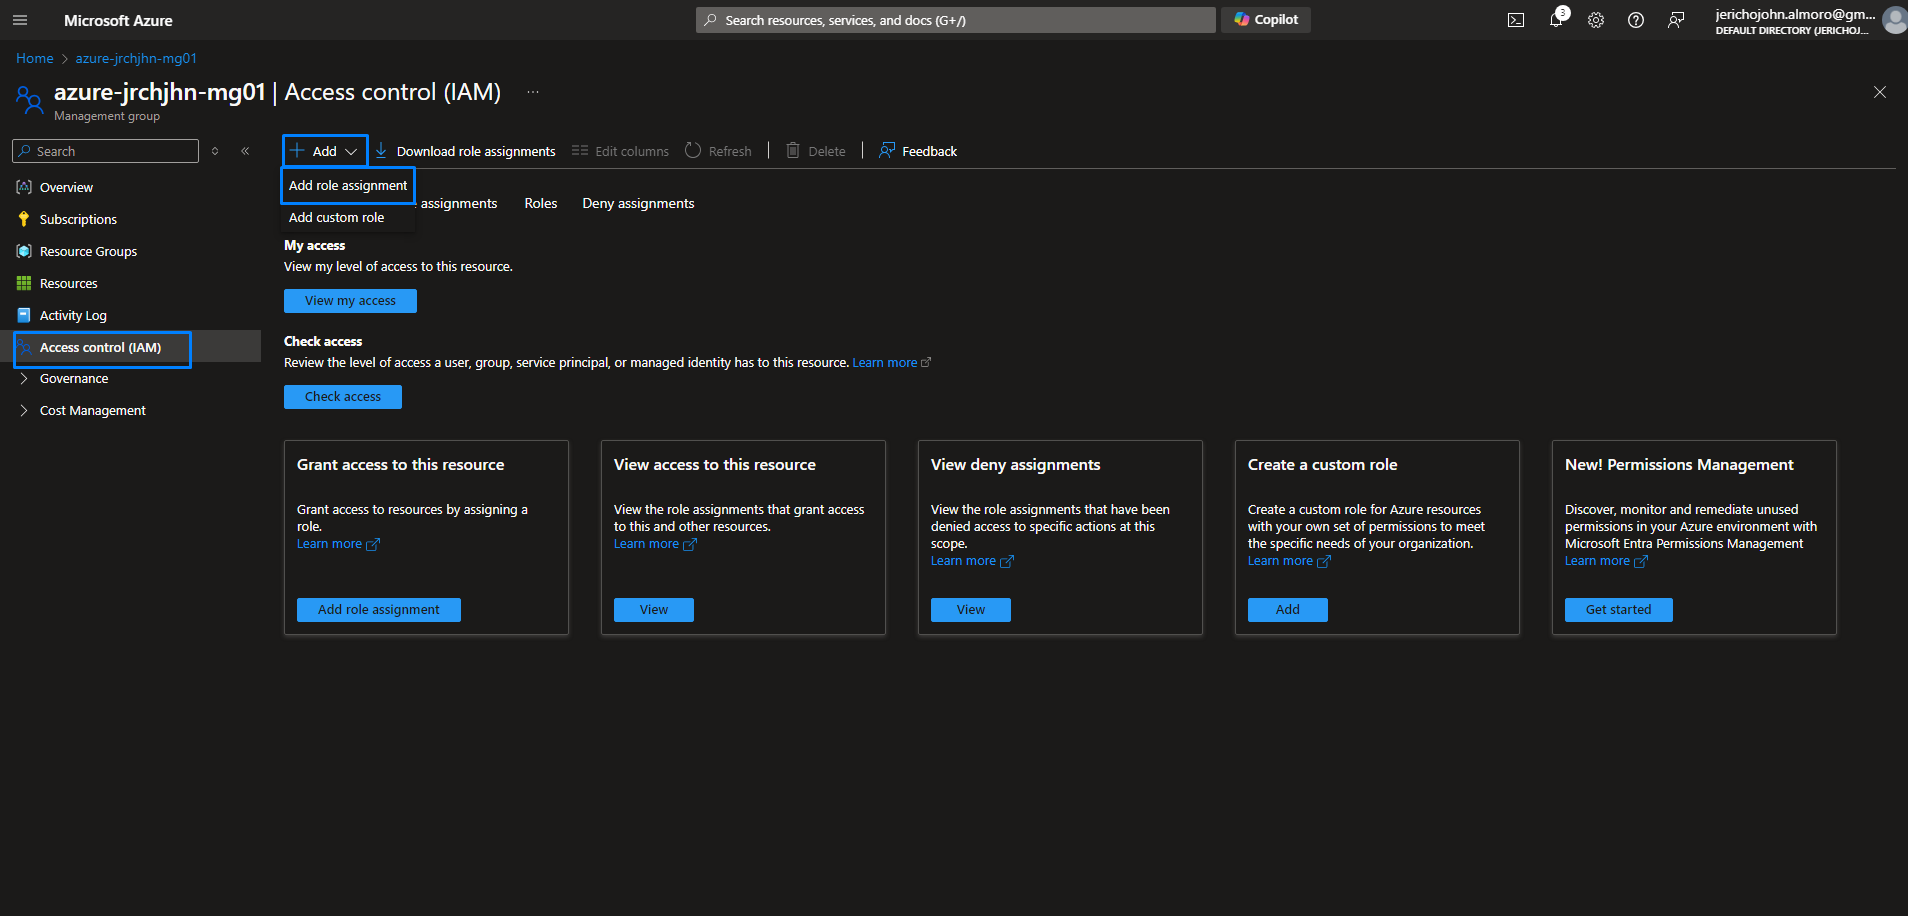 Microsoft Azure
Search resources, services, and docs (G+/)
Copilot
3
jerichojohn.almoro@gm...
DEFAULT DIRECTORY (JERICHOJ...
Home > azure-jrchjhn-mg01
azure-jrchjhn-mg01 | Access control (IAM) ...
Management group
Search
Overview
Subscriptions
Resource Groups
Resources
Activity Log
Access control (IAM)
Governance
Cost Management
Add
Download role assignments
Edit columns
Refresh
Delete
Feedback
Add role assignment
Add custom role
assignments
Roles
Deny assignments
My access
View my level of access to this resource.
View my access
Check access
Review the level of access a user, group, service principal, or managed identity has to this resource. Learn more
Check access
Grant access to this resource
Grant access to resources by assigning a
role.
Learn more
Add role assignment
View access to this resource
View the role assignments that grant access
to this and other resources.
Learn more
View
View deny assignments
View the role assignments that have been
denied access to specific actions at this
scope.
Learn more
View
Create a custom role
Create a custom role for Azure resources
with your own set of permissions to meet
the specific needs of your organization.
Learn more
Add
New! Permissions Management
Discover, monitor and remediate unused
permissions in your Azure environment with
Microsoft Entra Permissions Management
Learn more
Get started